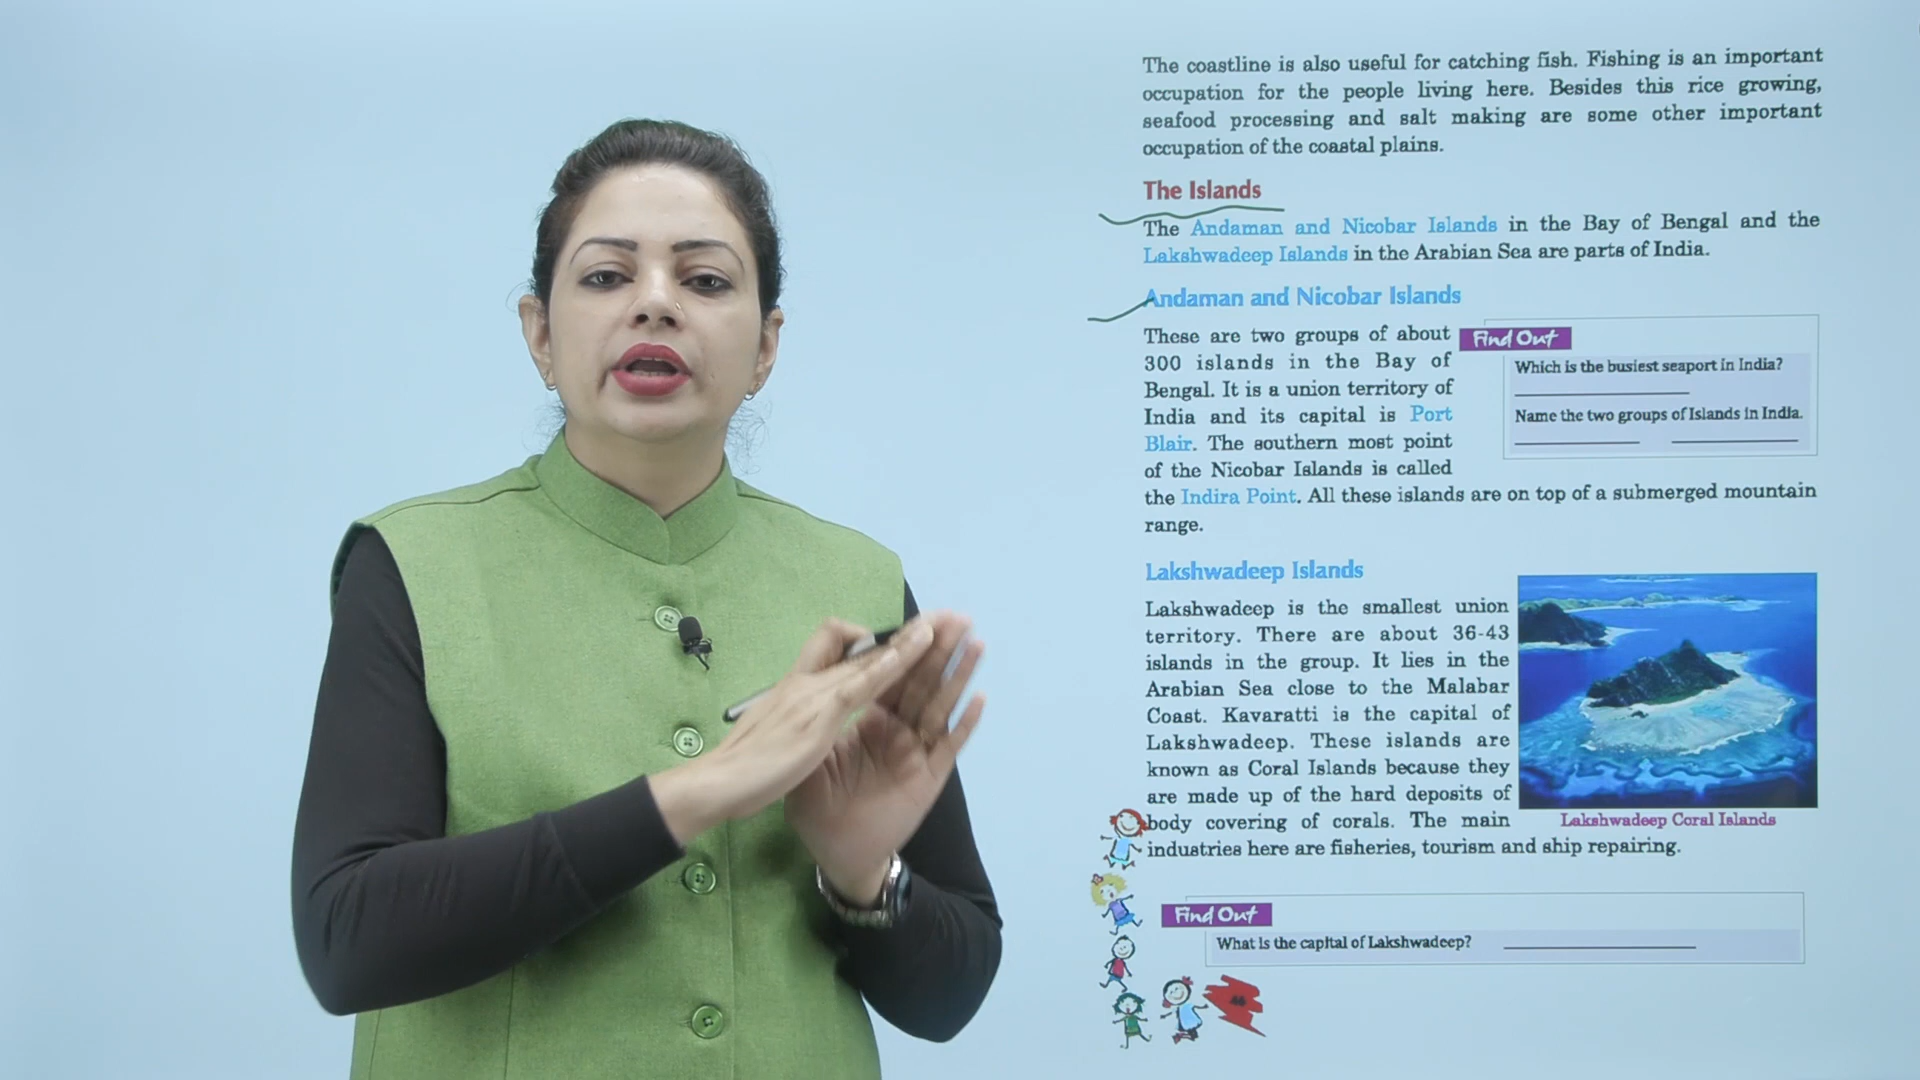 The coastline is also useful for catching fish. Fishing is an important
occupation for the people living here. Besides this rice growing,
seafood processing and salt making are some other important
occupation of the coastal plains.
The Islands
The Andaman and Nicobar Islands in the Bay of Bengal and the
Lakshwadeep Islands in the Arabian Sea are parts of India.
Andaman and Nicobar Islands
These are two groups of about
300 islands in the Bay of
Bengal. It is a union territory of
India and its capital is Port
Blair. The southern most point
of the Nicobar Islands is called
the Indira Point. All these islands are on top of a submerged mountain
range.
Find Out
Which is the busiest seaport in India?
Name the two groups of Islands in India.
Lakshwadeep Islands
Lakshwadeep is the smallest union
territory. There are about 36-43
islands in the group. It lies in the
Arabian Sea close to the Malabar
Coast. Kavaratti is the capital of
Lakshwadeep. These islands are
known as Coral Islands because they
are made up of the hard deposits of
body covering of corals. The main
industries here are fisheries, tourism and ship repairing.
Lakshwadeep Coral Islands
Find Out
What is the capital of Lakshwadeep?